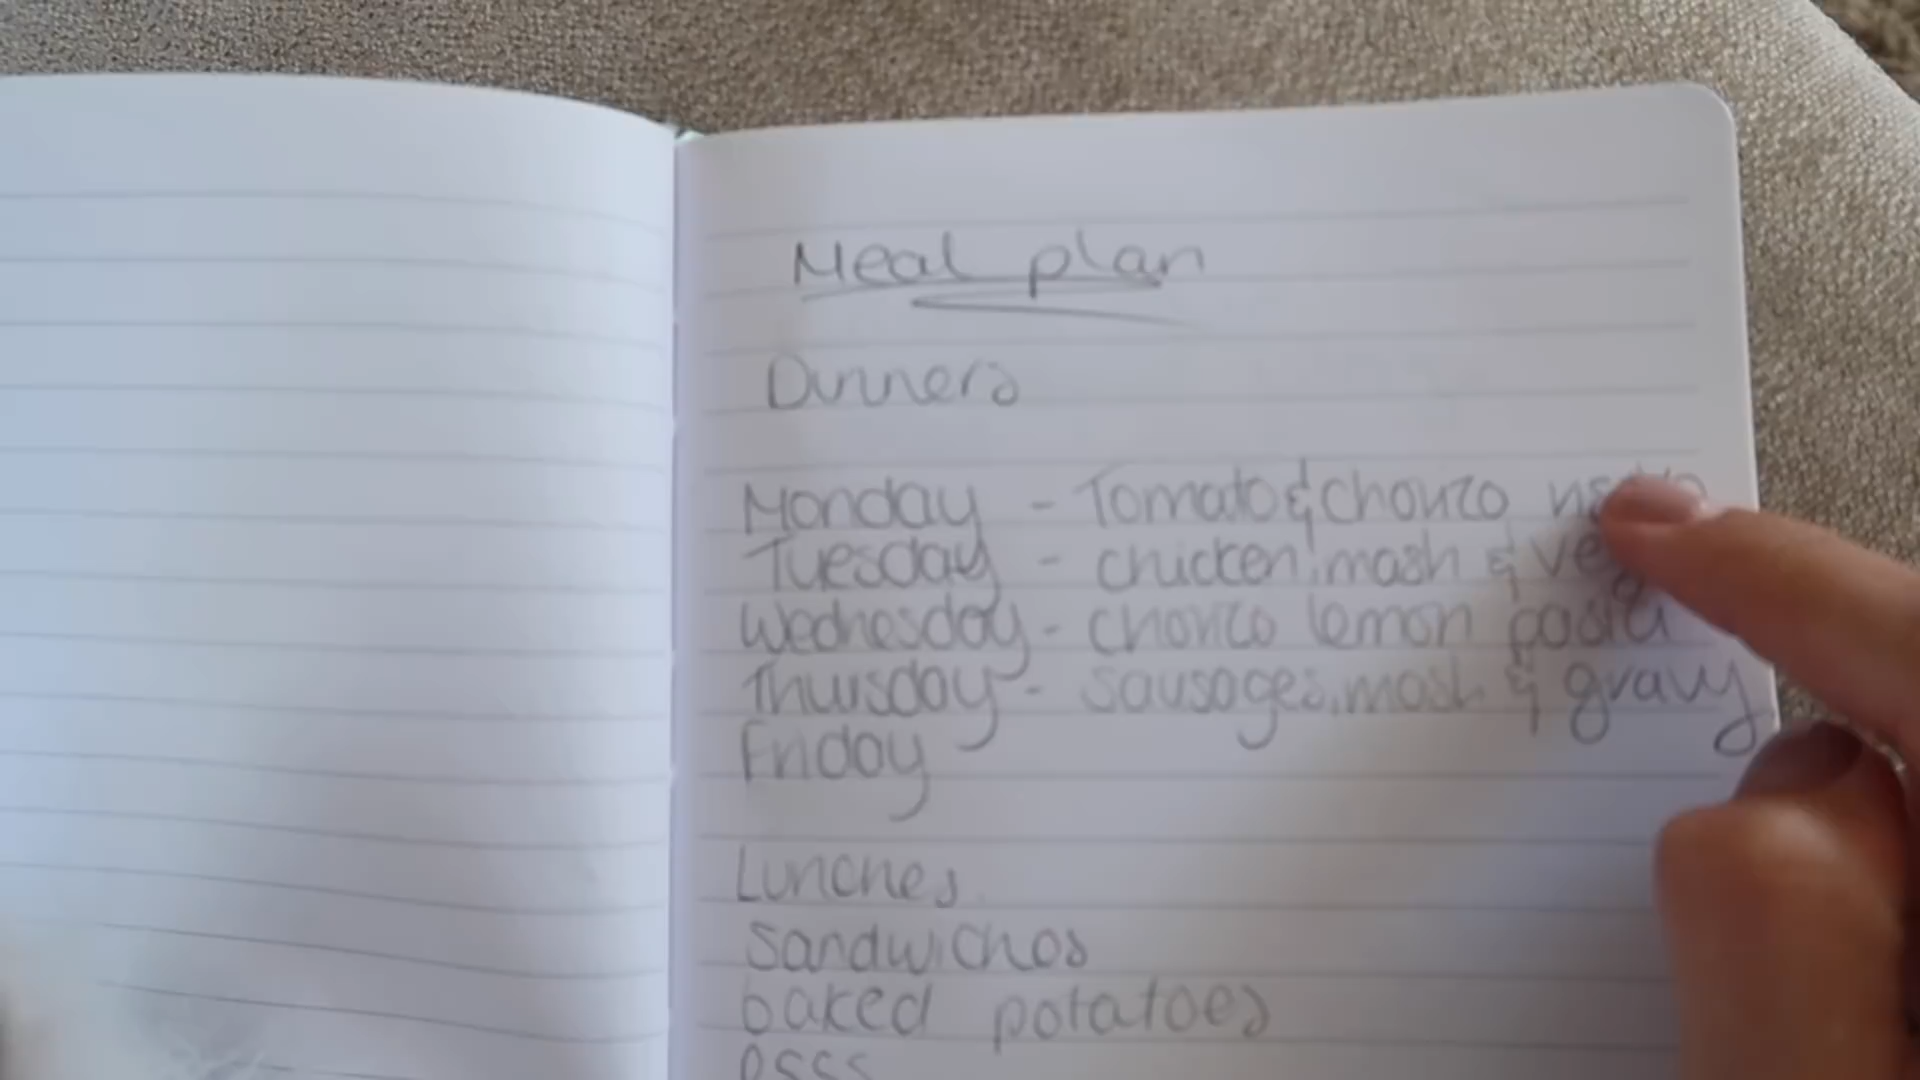 Meal plan
Dinners
Monday - Tomato & chorizo
Tuesday - chicken, mash & veg
Wednesday - chorizo lemon pasta
Thursday - sausages, mash & gravy
Friday
Lunches
Sandwiches
baked potatoes